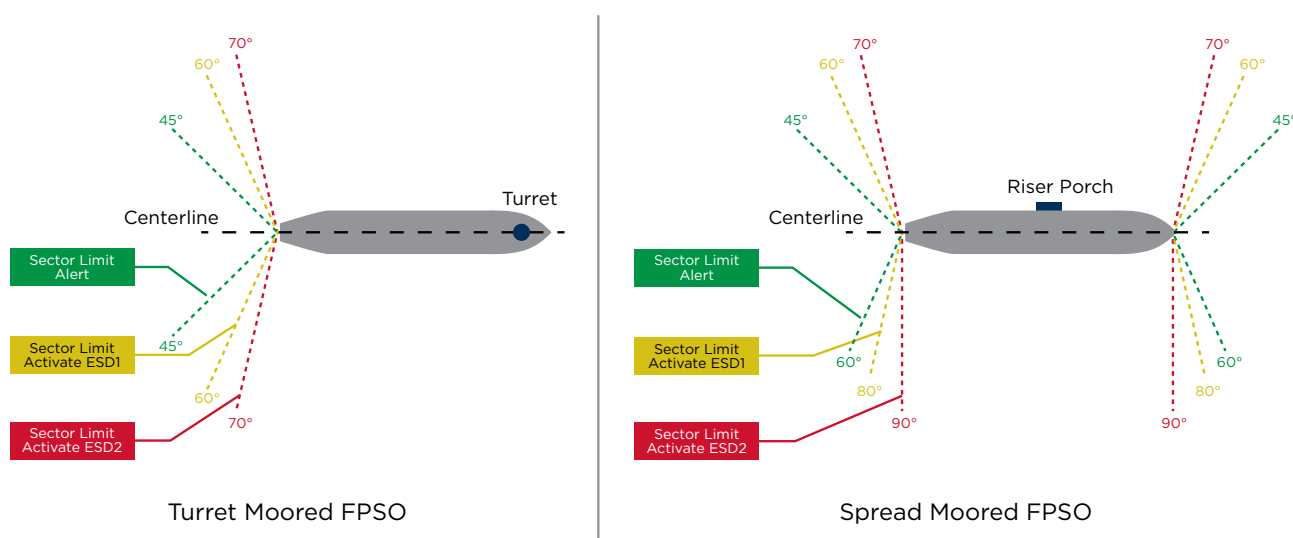 70°
60°
45°
Turret
Centerline
Sector Limit
Alert
45°
Sector Limit
Activate ESD1
60°
70°
Sector Limit
Activate ESD2
Turret Moored FPSO
70°
70°
60°
60°
45°
45°
Riser Porch
Centerline
Sector Limit
Alert
Sector Limit
Activate ESD1
60°
60°
80°
80°
90°
90°
Sector Limit
Activate ESD2
Spread Moored FPSO